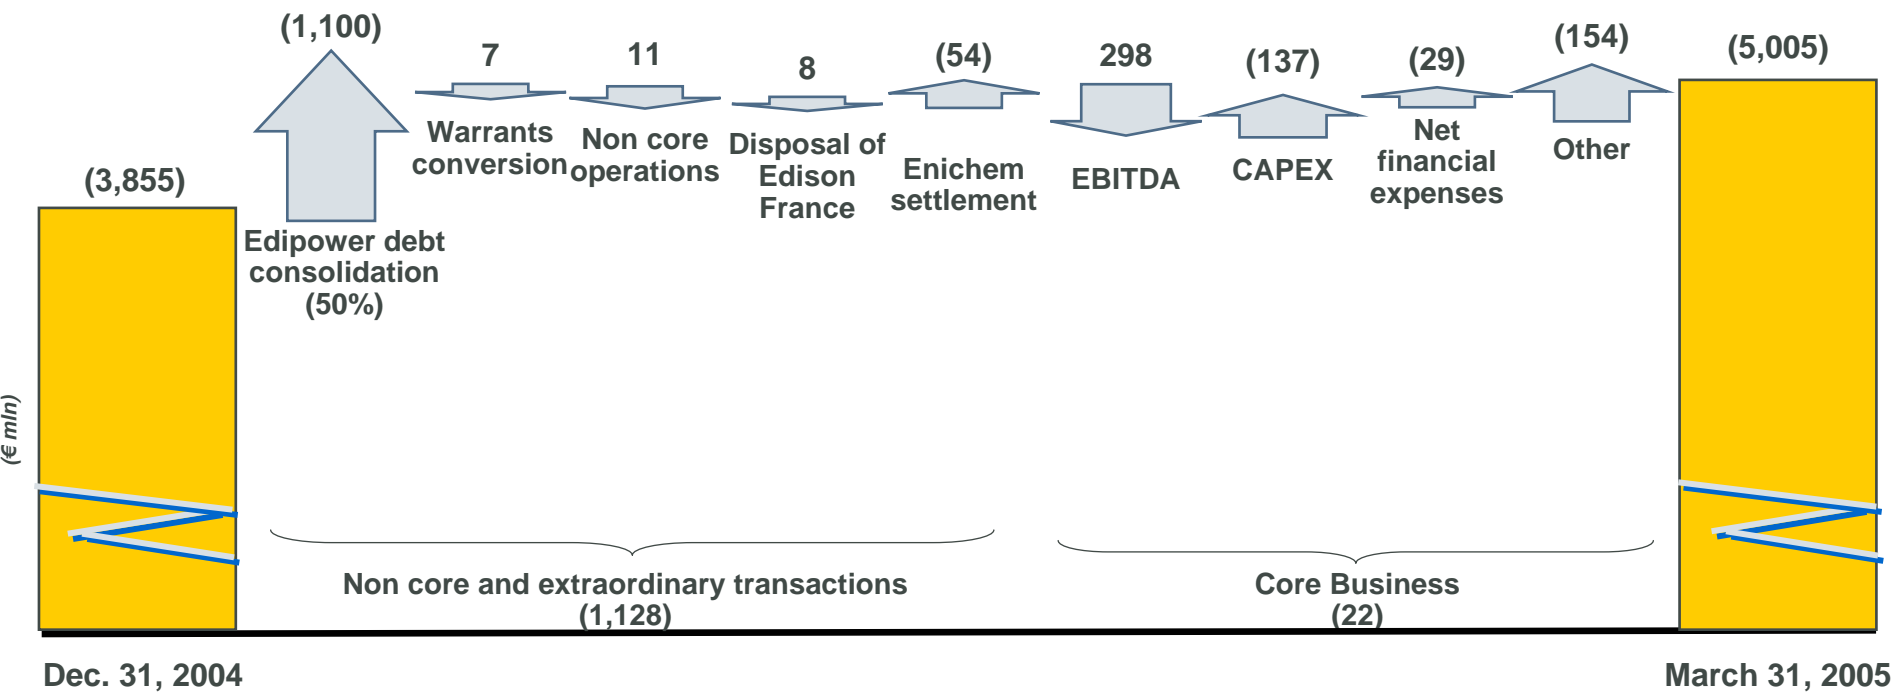 (€ mln)
(3,855)
(1,100)
Edipower debt
consolidation
(50%)
7
Warrants
conversion
11
Non core
operations
8
Disposal of
Edison
France
(54)
Enichem
settlement
298
EBITDA
(137)
CAPEX
(29)
Net
financial
expenses
(154)
Other
(5,005)
Non core and extraordinary transactions
(1,128)
Core Business
(22)
Dec. 31, 2004
March 31, 2005